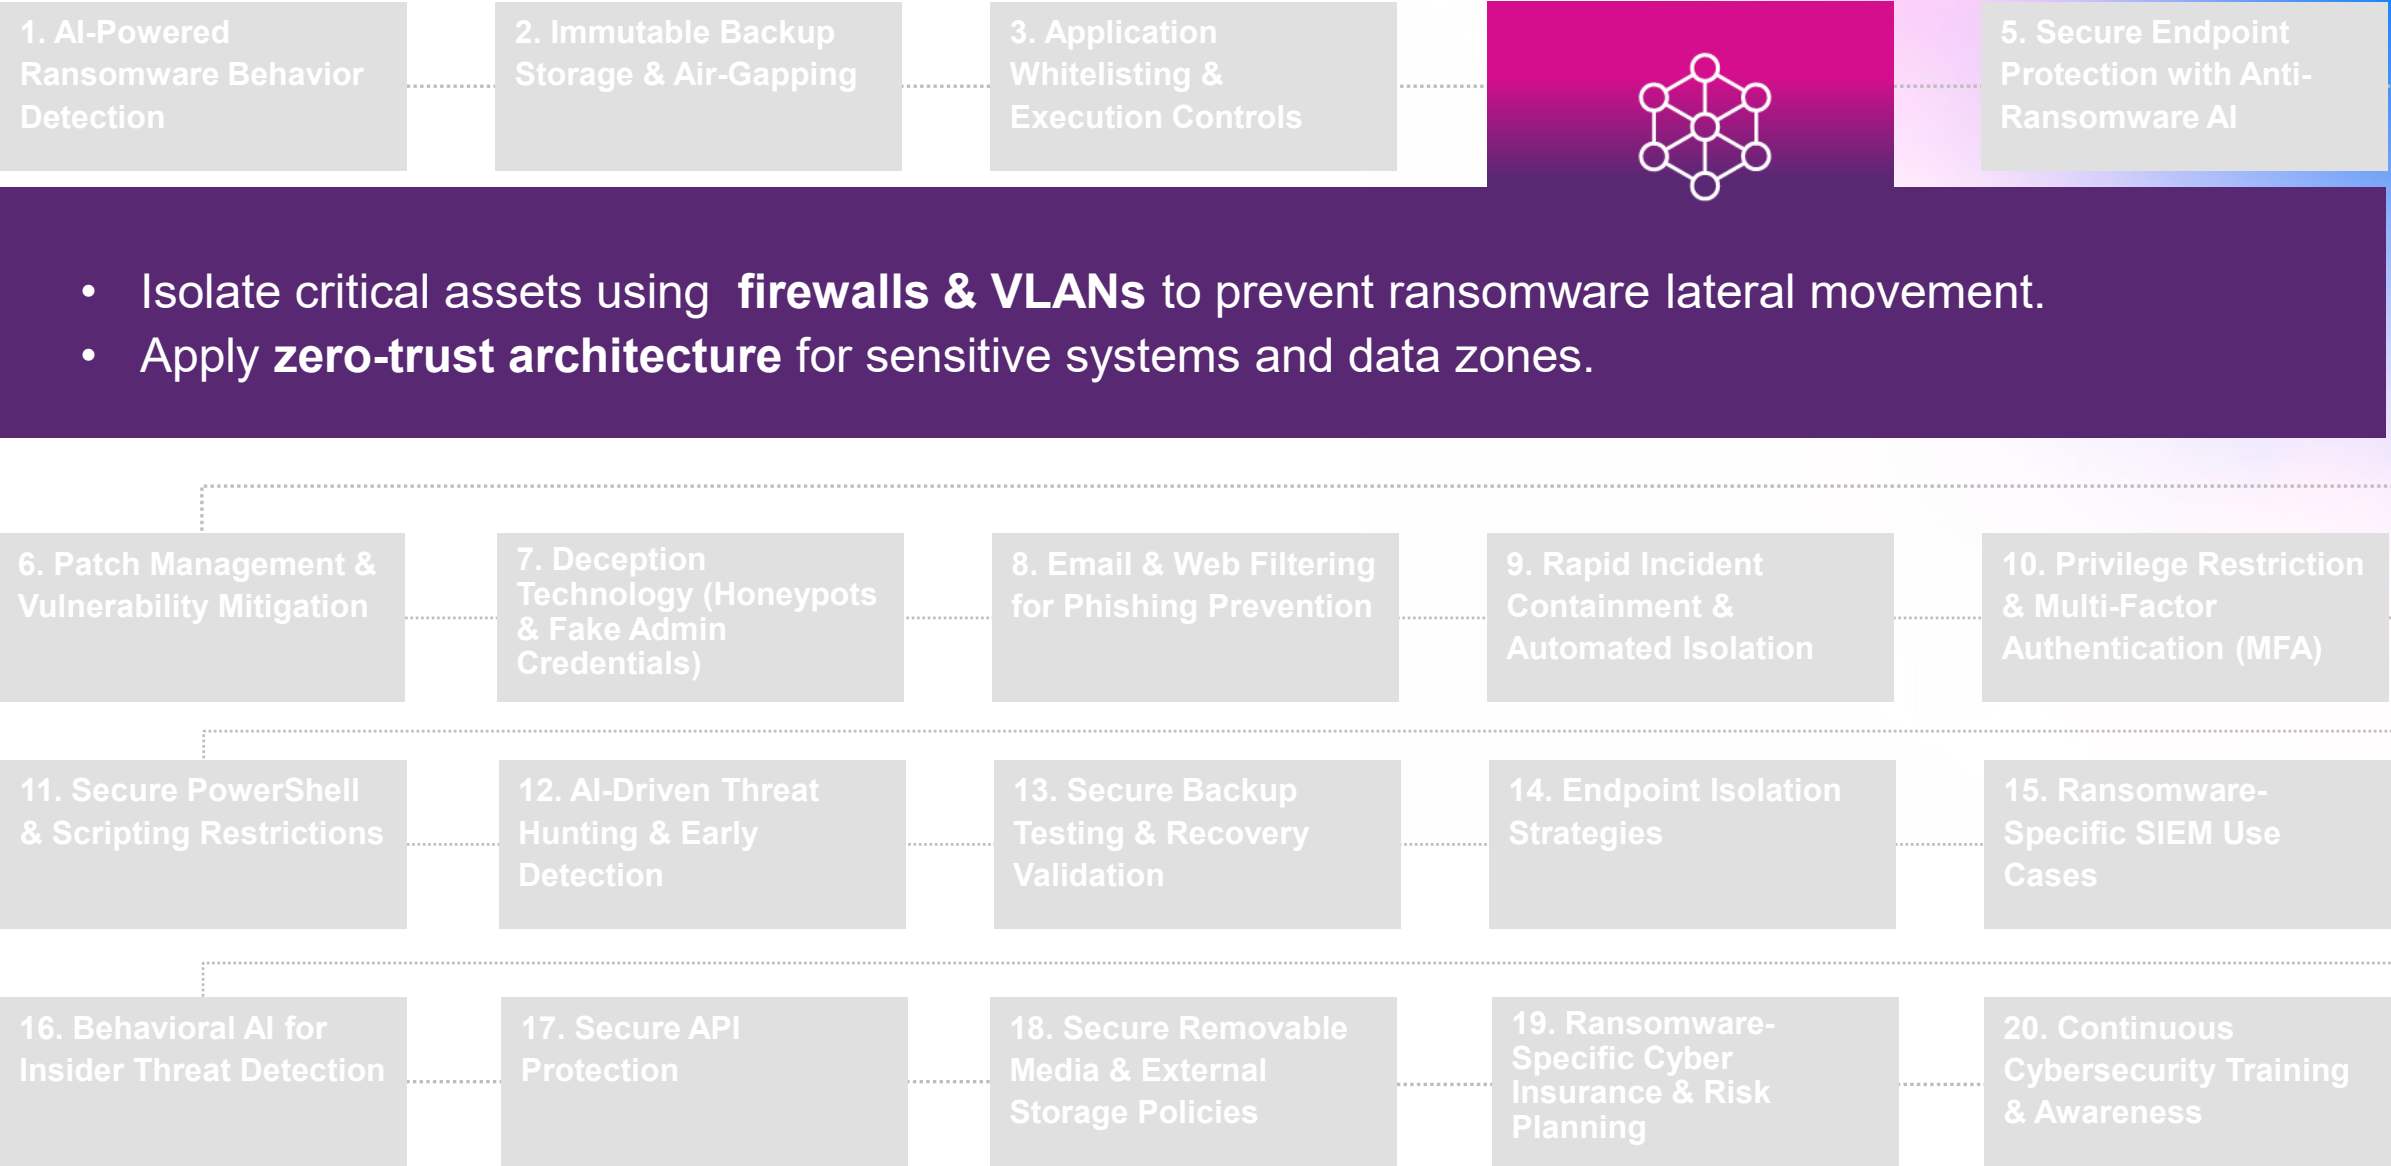 1. AI-Powered
Ransomware Behavior
Detection
2. Immutable Backup
Storage & Air-Gapping
3. Application
Whitelisting &
Execution Controls
5. Secure Endpoint
Protection with Anti-
Ransomware AI
• Isolate critical assets using firewalls & VLANs to prevent ransomware lateral movement.
• Apply zero-trust architecture for sensitive systems and data zones.
6. Patch Management &
Vulnerability Mitigation
7. Deception
Technology (Honeypots
& Fake Admin
Credentials)
8. Email & Web Filtering
for Phishing Prevention
9. Rapid Incident
Containment &
Automated Isolation
10. Privilege Restriction
& Multi-Factor
Authentication (MFA)
11. Secure PowerShell
& Scripting Restrictions
12. AI-Driven Threat
Hunting & Early
Detection
13. Secure Backup
Testing & Recovery
Validation
14. Endpoint Isolation
Strategies
15. Ransomware-
Specific SIEM Use
Cases
16. Behavioral AI for
Insider Threat Detection
17. Secure API
Protection
18. Secure Removable
Media & External
Storage Policies
19. Ransomware-
Specific Cyber
Insurance & Risk
Planning
20. Continuous
Cybersecurity Training
& Awareness